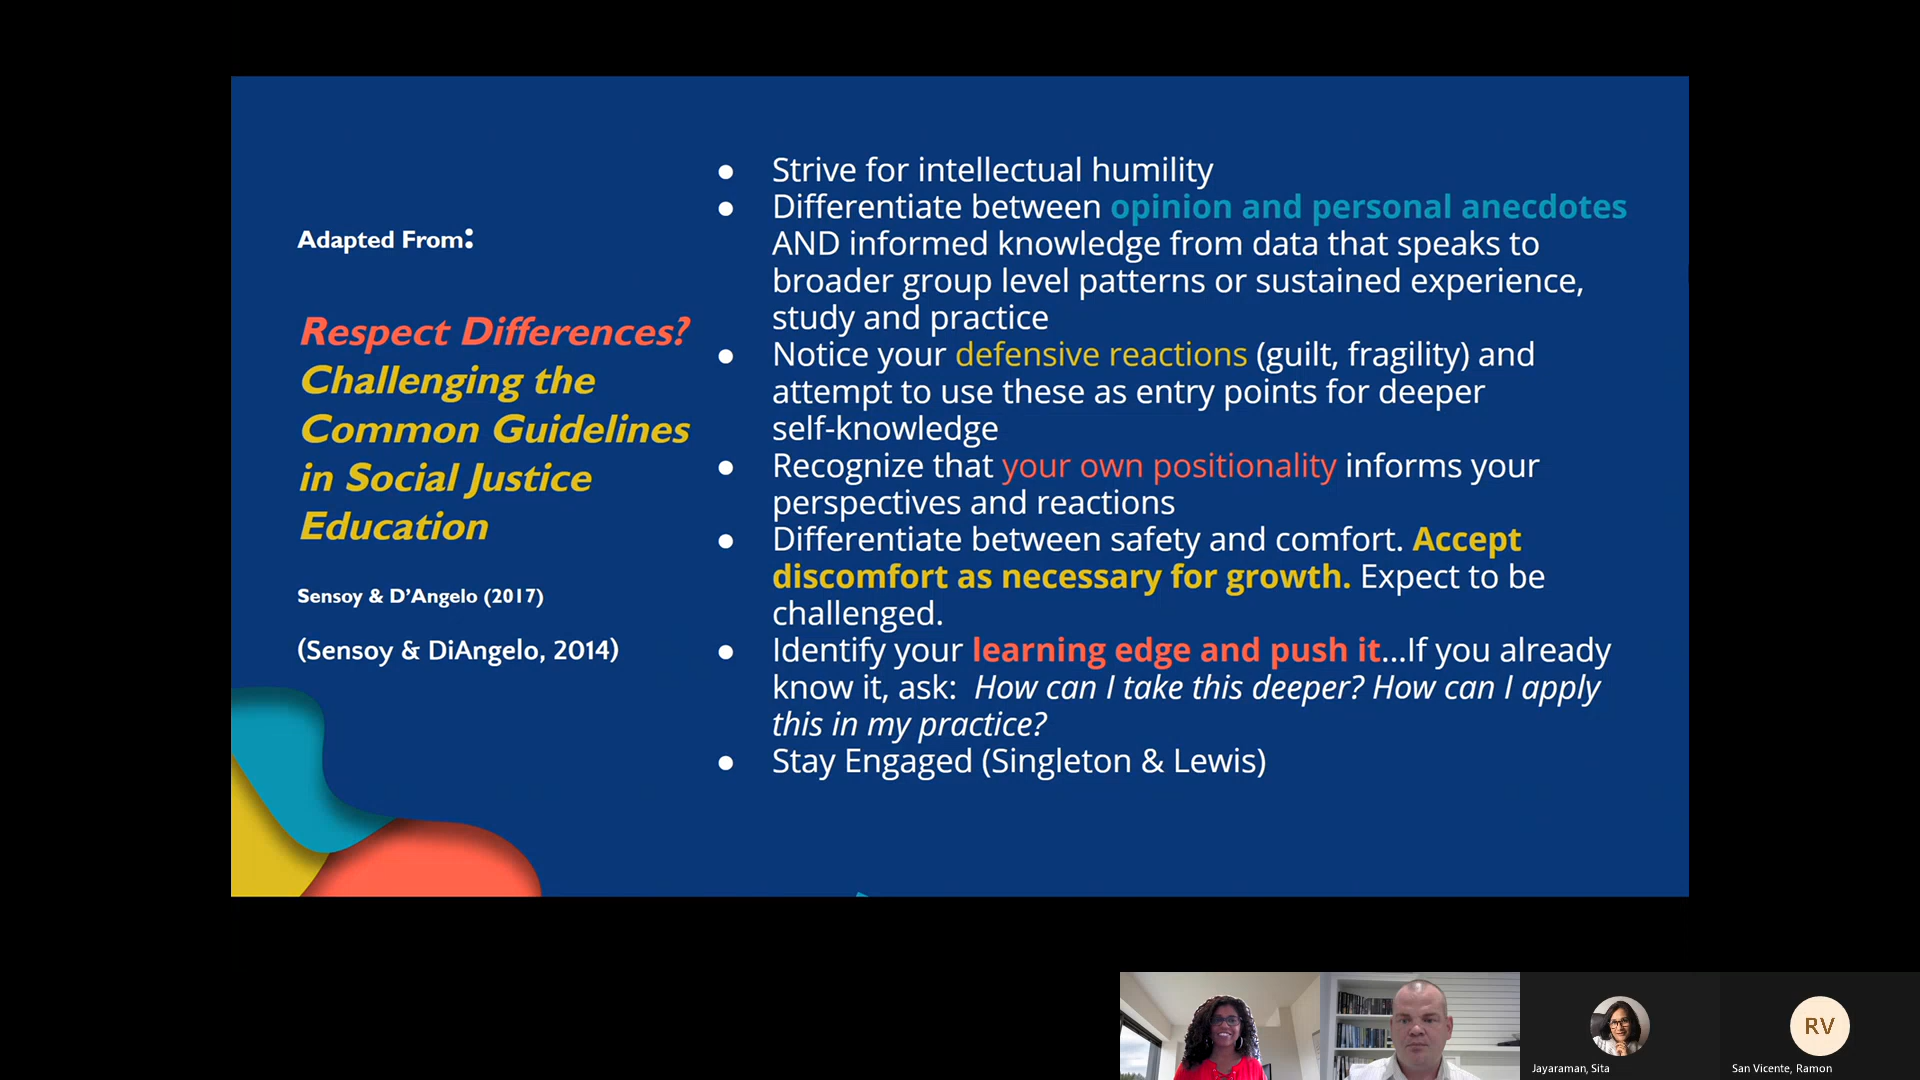 Adapted From:
Respect Differences?
Challenging the
Common Guidelines
in Social Justice
Education
Sensoy & D’Angelo (2017)
(Sensoy & DiAngelo, 2014)
● Strive for intellectual humility
● Differentiate between opinion and personal anecdotes
AND informed knowledge from data that speaks to
broader group level patterns or sustained experience,
study and practice
● Notice your defensive reactions (guilt, fragility) and
attempt to use these as entry points for deeper
self-knowledge
● Recognize that your own positionality informs your
perspectives and reactions
● Differentiate between safety and comfort. Accept
discomfort as necessary for growth. Expect to be
challenged.
● Identify your learning edge and push it...If you already
know it, ask: How can I take this deeper? How can I apply
this in my practice?
● Stay Engaged (Singleton & Lewis)
Jayaraman, Sita
RV
San Vicente, Ramon